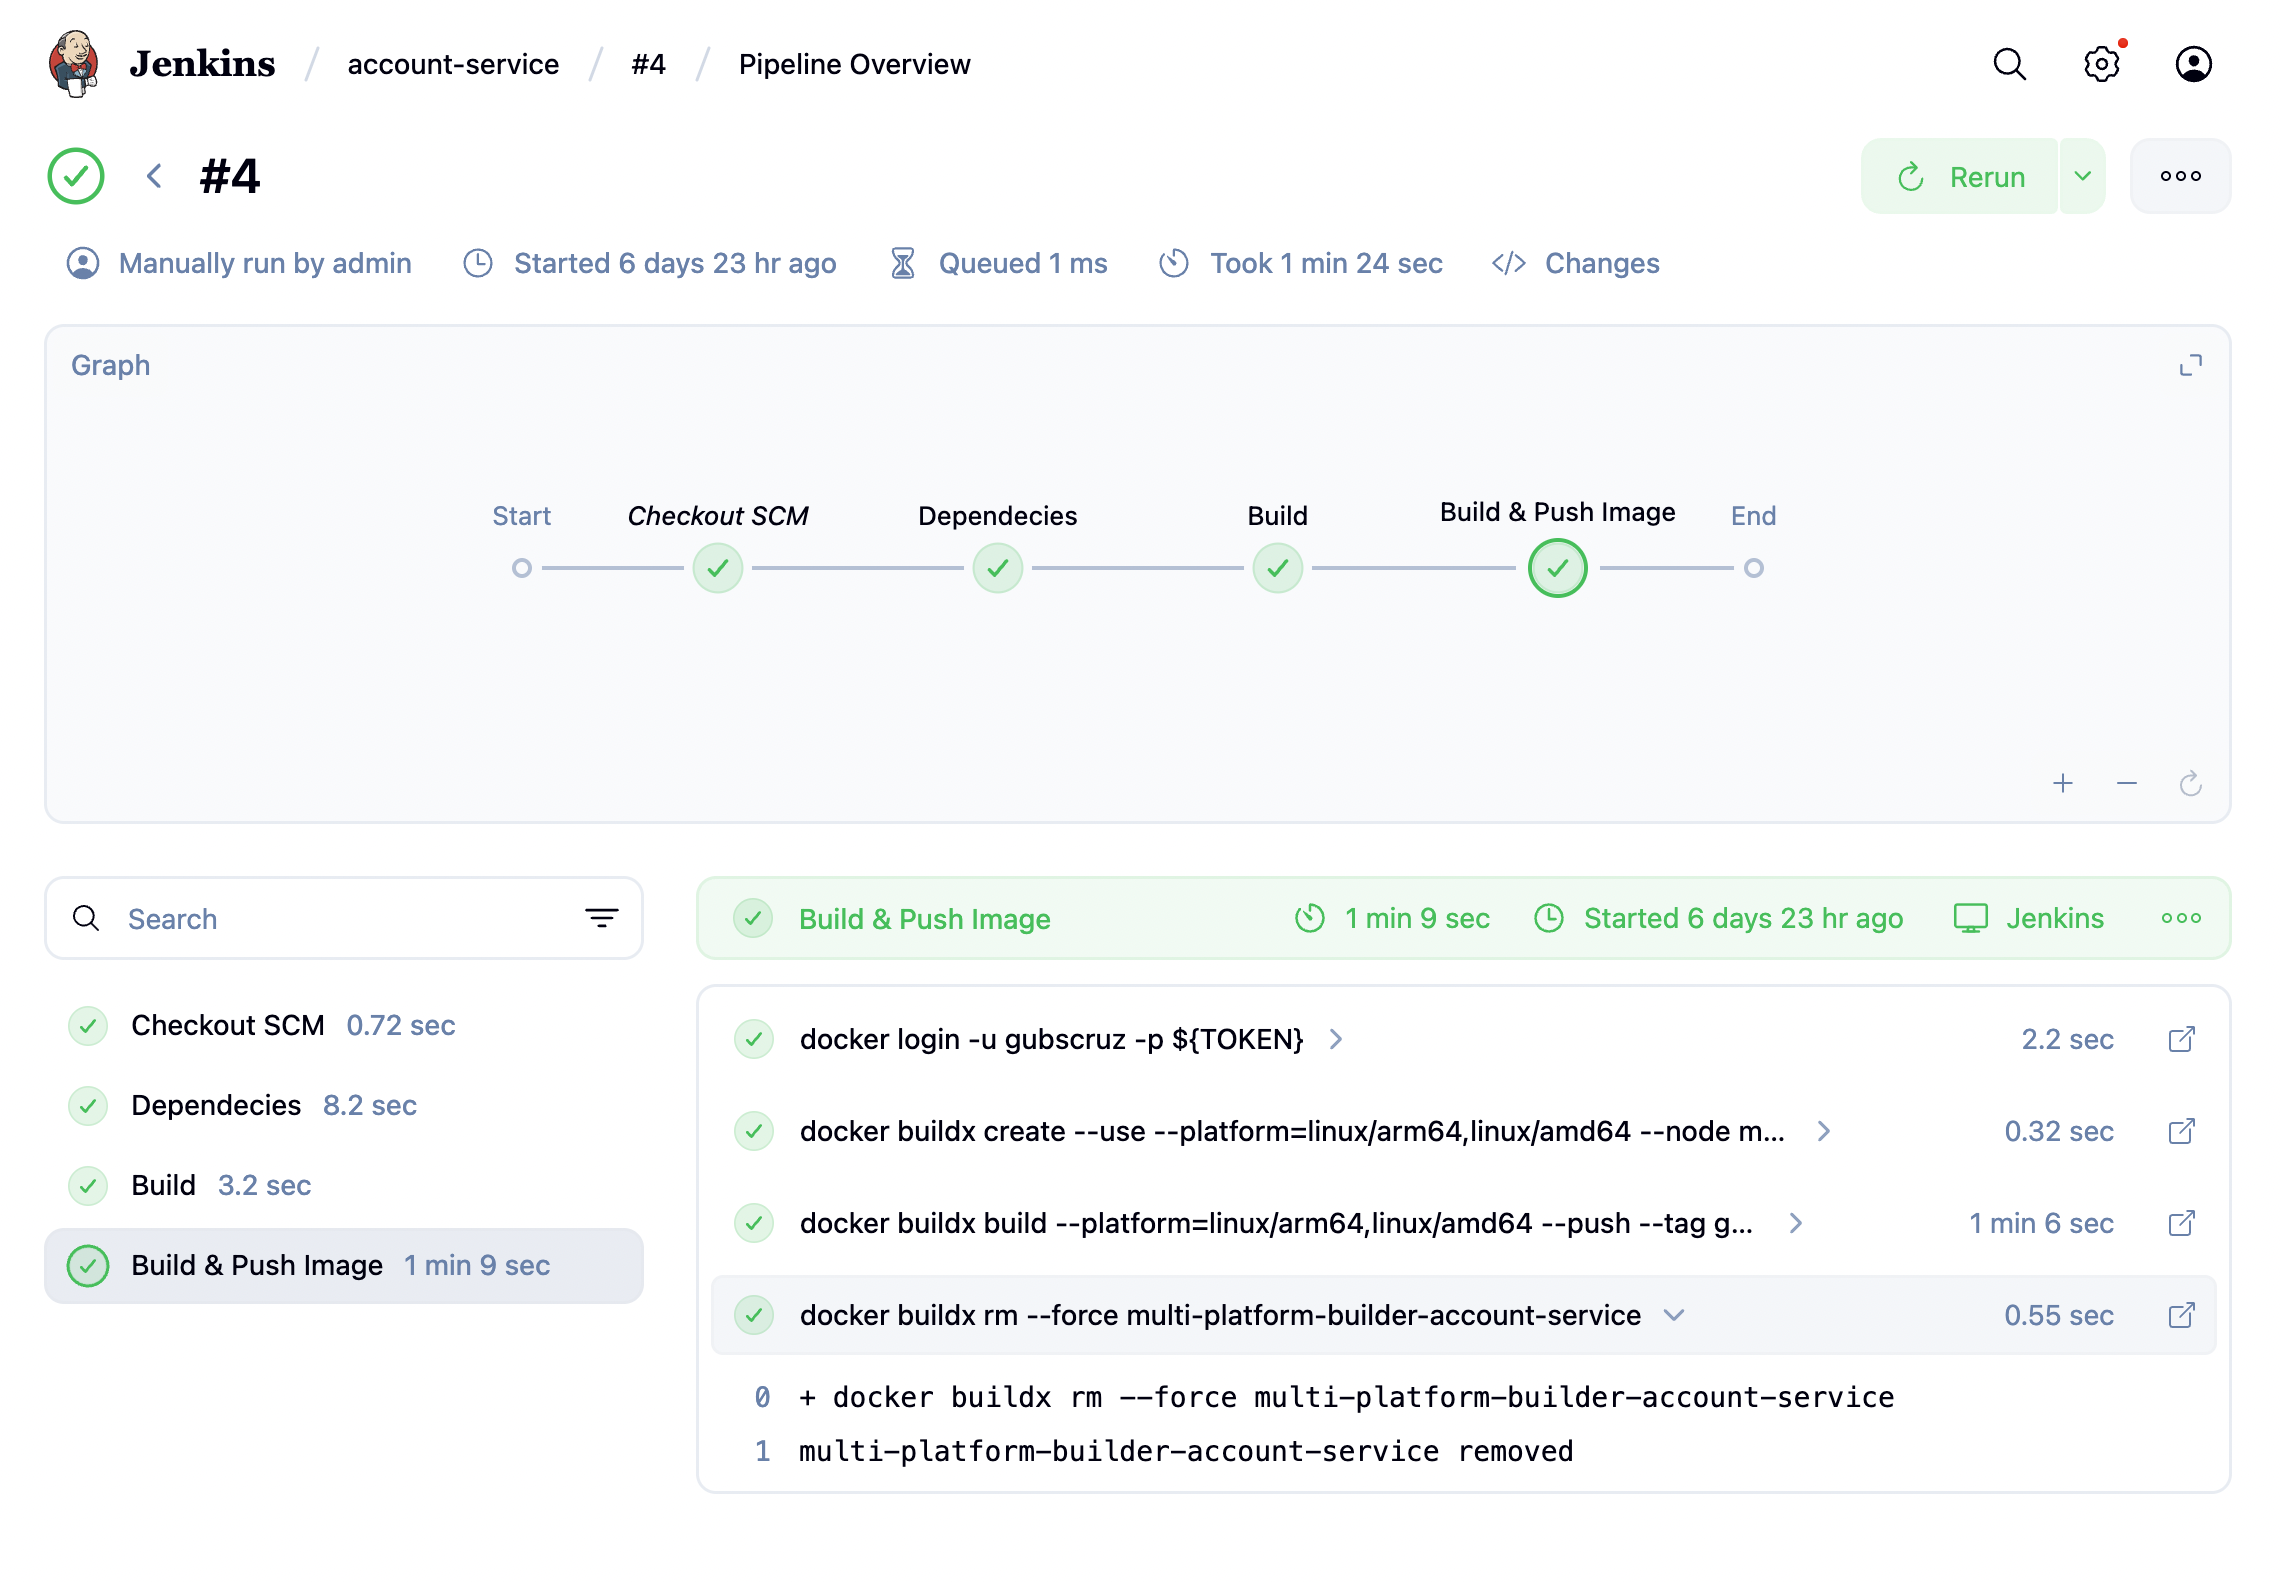 Jenkins / account-service / #4 / Pipeline Overview
#4
Rerun
Manually run by admin Started 6 days 23 hr ago Queued 1 ms Took 1 min 24 sec Changes
Graph
Start Checkout SCM Dependecies Build Build & Push Image End
Search
Checkout SCM 0.72 sec
Dependecies 8.2 sec
Build 3.2 sec
Build & Push Image 1 min 9 sec
Build & Push Image 1 min 9 sec Started 6 days 23 hr ago Jenkins
docker login -u gubscruz -p ${TOKEN} 2.2 sec
docker buildx create --use --platform=linux/arm64,linux/amd64 --node m... 0.32 sec
docker buildx build --platform=linux/arm64,linux/amd64 --push --tag g... 1 min 6 sec
docker buildx rm --force multi-platform-builder-account-service 0.55 sec
0 + docker buildx rm --force multi-platform-builder-account-service
1 multi-platform-builder-account-service removed